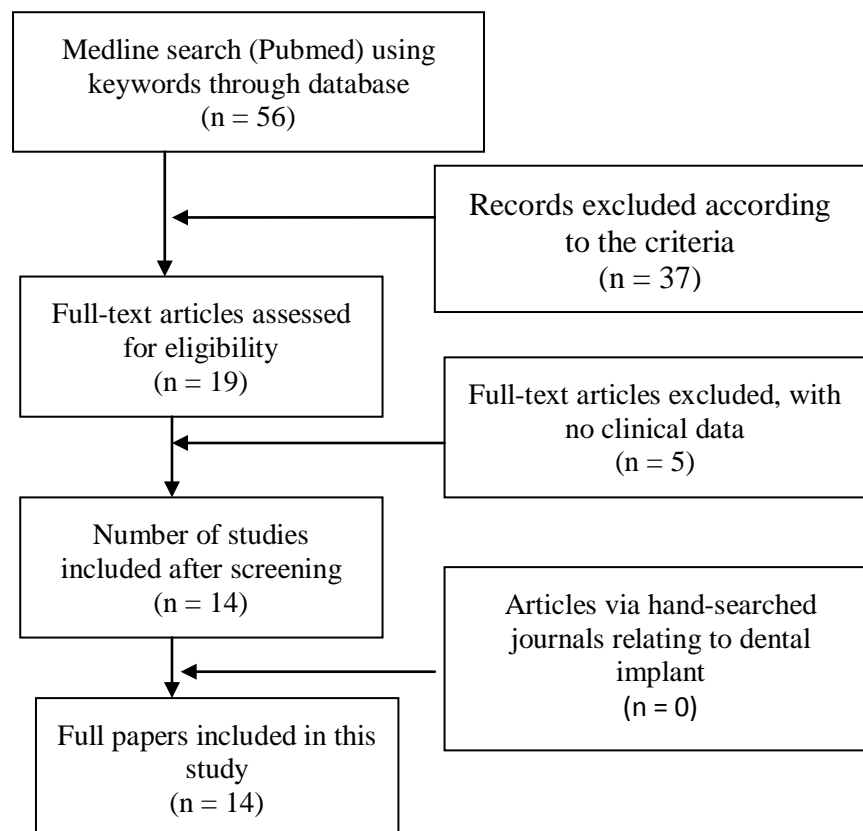 Medline search (Pubmed) using
keywords through database
(n = 56)
Records excluded according
to the criteria
(n = 37)
Full-text articles assessed
for eligibility
(n = 19)
Full-text articles excluded, with
no clinical data
(n = 5)
Number of studies
included after screening
(n = 14)
Articles via hand-searched
journals relating to dental
implant
(n = 0)
Full papers included in this
study
(n = 14)